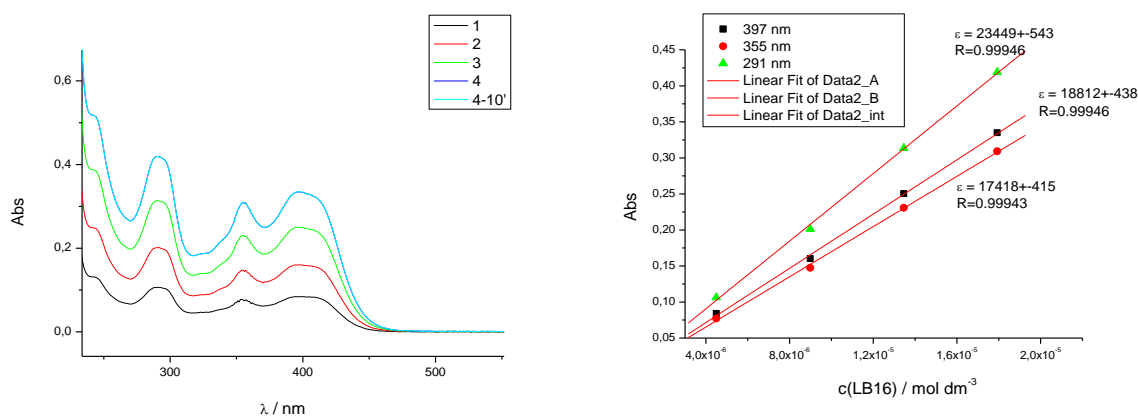 1
2
3
4
4-10'
0,6
0,4
0,2
0,0
Abs
300
400
500
λ / nm
397 nm
355 nm
291 nm
Linear Fit of Data2_A
Linear Fit of Data2_B
Linear Fit of Data2_int
ε = 23449+-543
R=0.99946
ε = 18812+-438
R=0.99946
ε = 17418+-415
R=0.99943
0,45
0,40
0,35
0,30
0,25
0,20
0,15
0,10
0,05
Abs
4,0x10⁻⁶
8,0x10⁻⁶
1,2x10⁻⁵
1,6x10⁻⁵
2,0x10⁻⁵
c(LB16) / mol dm⁻³